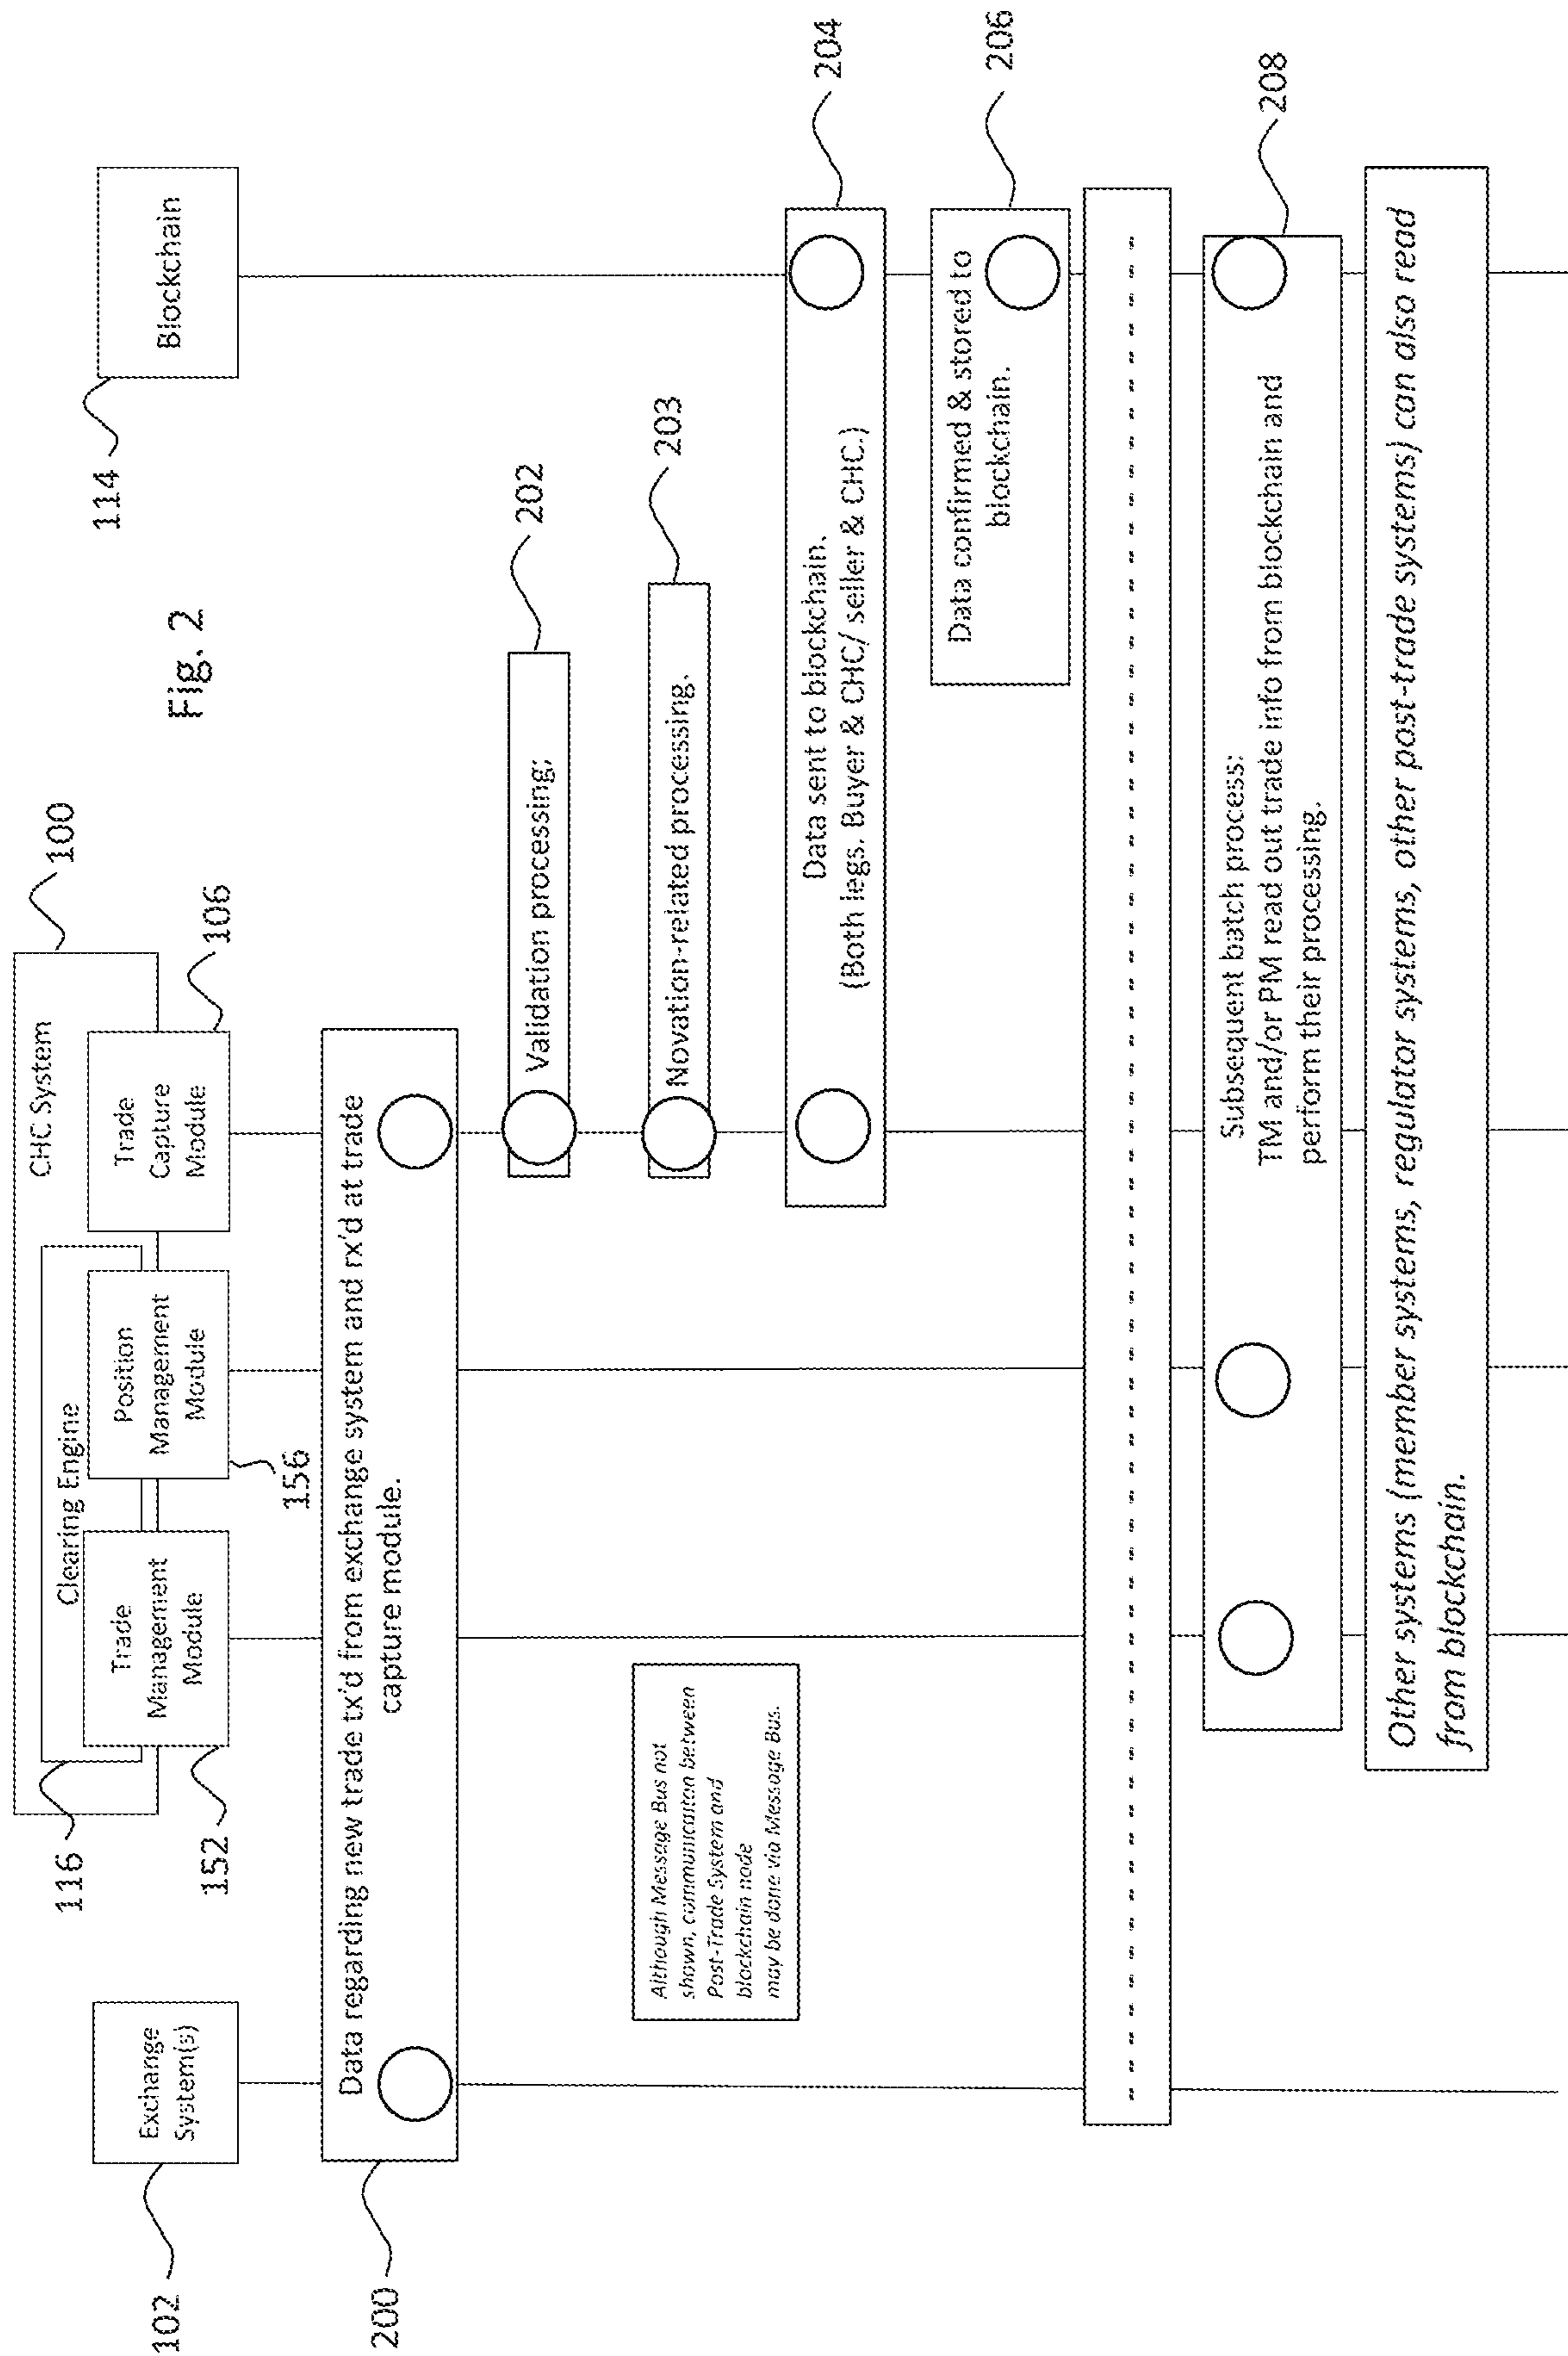 Fig. 2
100
CHC System
116
Clearing Engine
102
Exchange
System(s)
152
Trade
Management
Module
156
Position
Management
Module
106
Trade
Capture
Module
114
Blockchain
200
Data regarding new trade tx'd from exchange system and rx'd at trade
capture module.
202
Validation processing;
203
Novation-related processing.
Although Message Bus not
shown, communicaiton between
Post-Trade System and
blockchain node
may be done via Message Bus.
204
Data sent to blockchain.
(Both legs. Buyer & CHC/ seller & CHC.)
206
Data confirmed & stored to
blockchain.
208
Subsequent batch process:
TM and/or PM read out trade info from blockchain and
perform their processing.
Other systems (member systems, regulator systems, other post-trade systems) can also read
from blockchain.